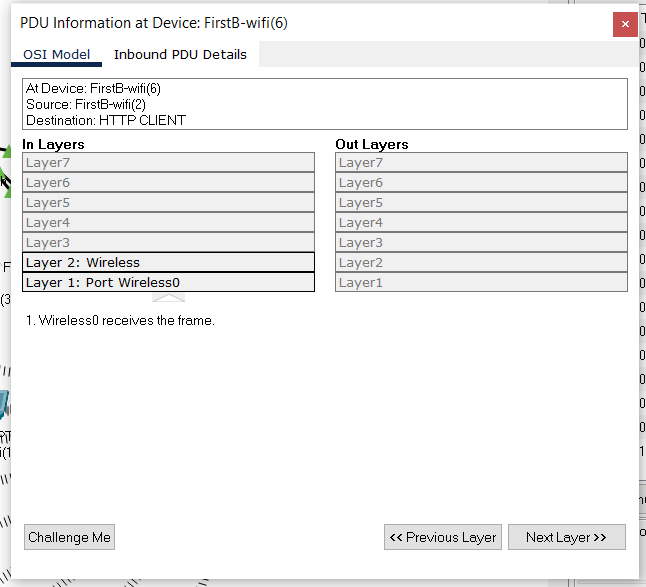 PDU Information at Device: FirstB-wifi(6)
OSI Model
Inbound PDU Details
At Device: FirstB-wifi(6)
Source: FirstB-wifi(2)
Destination: HTTP CLIENT
In Layers
Layer7
Layer6
Layer5
Layer4
Layer3
Layer 2: Wireless
Layer 1: Port Wireless0
Out Layers
Layer7
Layer6
Layer5
Layer4
Layer3
Layer2
Layer1
1. Wireless0 receives the frame.
Challenge Me
<< Previous Layer
Next Layer >>